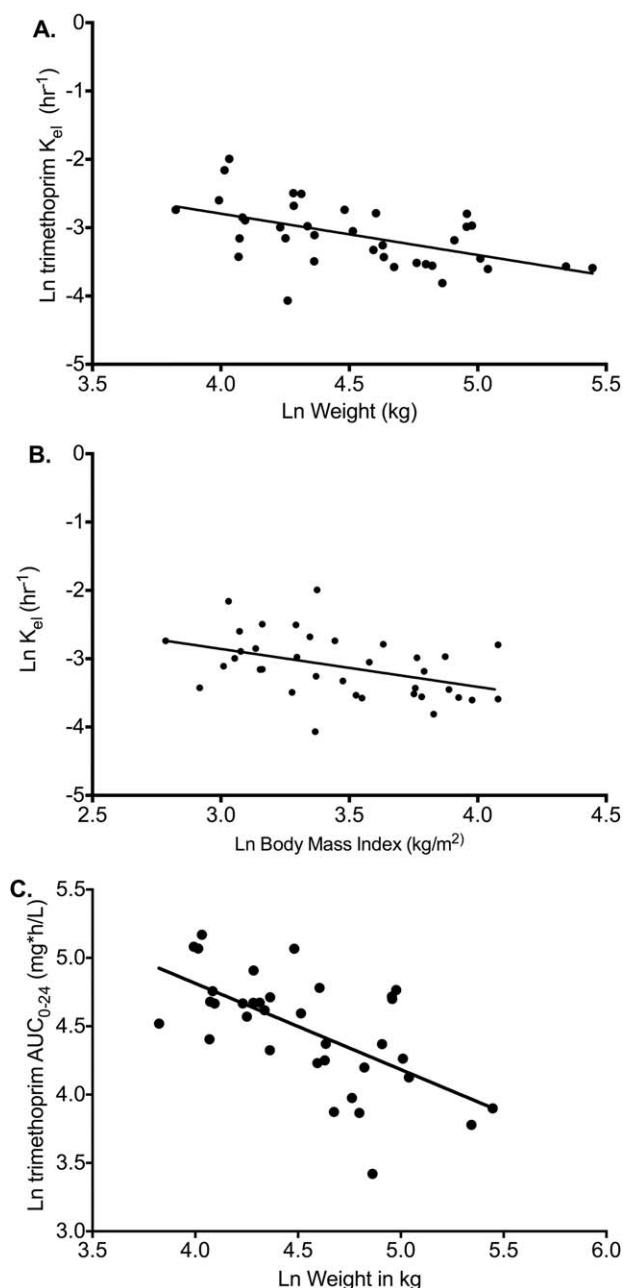 A.
Ln trimethoprim Kel (hr-1)
0
-1
-2
-3
-4
-5
3.5 4.0 4.5 5.0 5.5
Ln Weight (kg)
B.
Ln Kel (hr-1)
0
-1
-2
-3
-4
-5
2.5 3.0 3.5 4.0 4.5
Ln Body Mass Index (kg/m2)
C.
Ln trimethoprim AUC0-24 (mg*h/L)
5.5
5.0
4.5
4.0
3.5
3.0
3.5 4.0 4.5 5.0 5.5 6.0
Ln Weight in kg